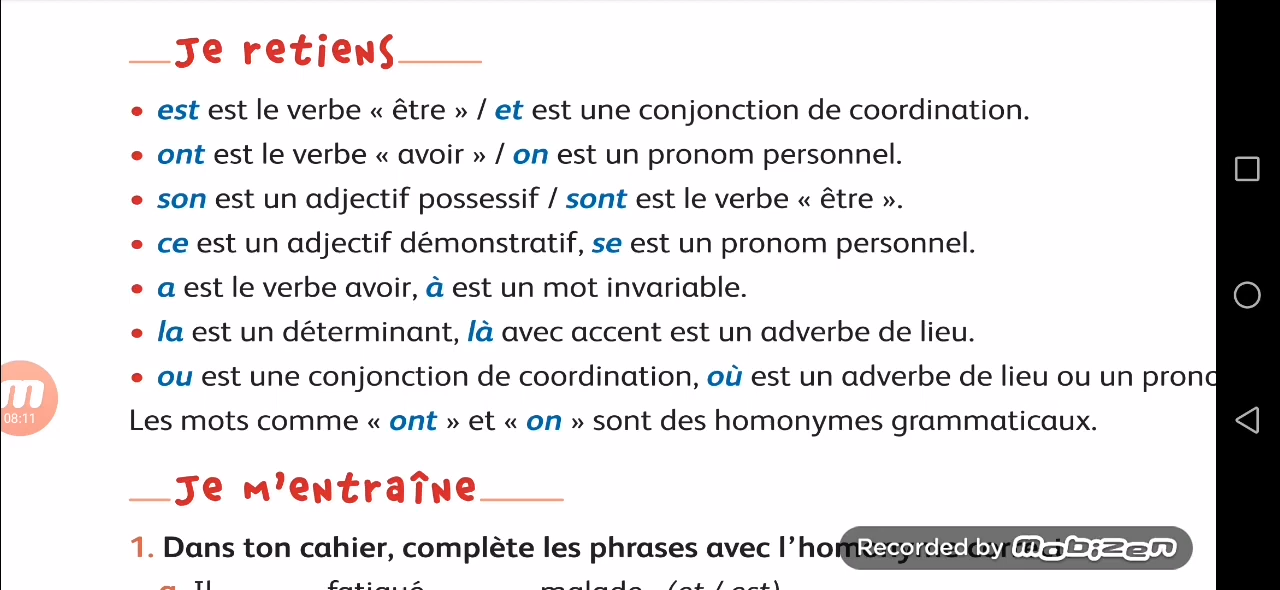 Je retiens
• est est le verbe « être » / et est une conjonction de coordination.
• ont est le verbe « avoir » / on est un pronom personnel.
• son est un adjectif possessif / sont est le verbe « être ».
• ce est un adjectif démonstratif, se est un pronom personnel.
• a est le verbe avoir, à est un mot invariable.
• la est un déterminant, là avec accent est un adverbe de lieu.
• ou est une conjonction de coordination, où est un adverbe de lieu ou un
08:11
Les mots comme « ont » et « on » sont des homonymes grammaticaux.
Je m'entraîne
1. Dans ton cahier, complète les phrases avec
Recorded by mobizen
a. Il fatigué malade. (et / est)